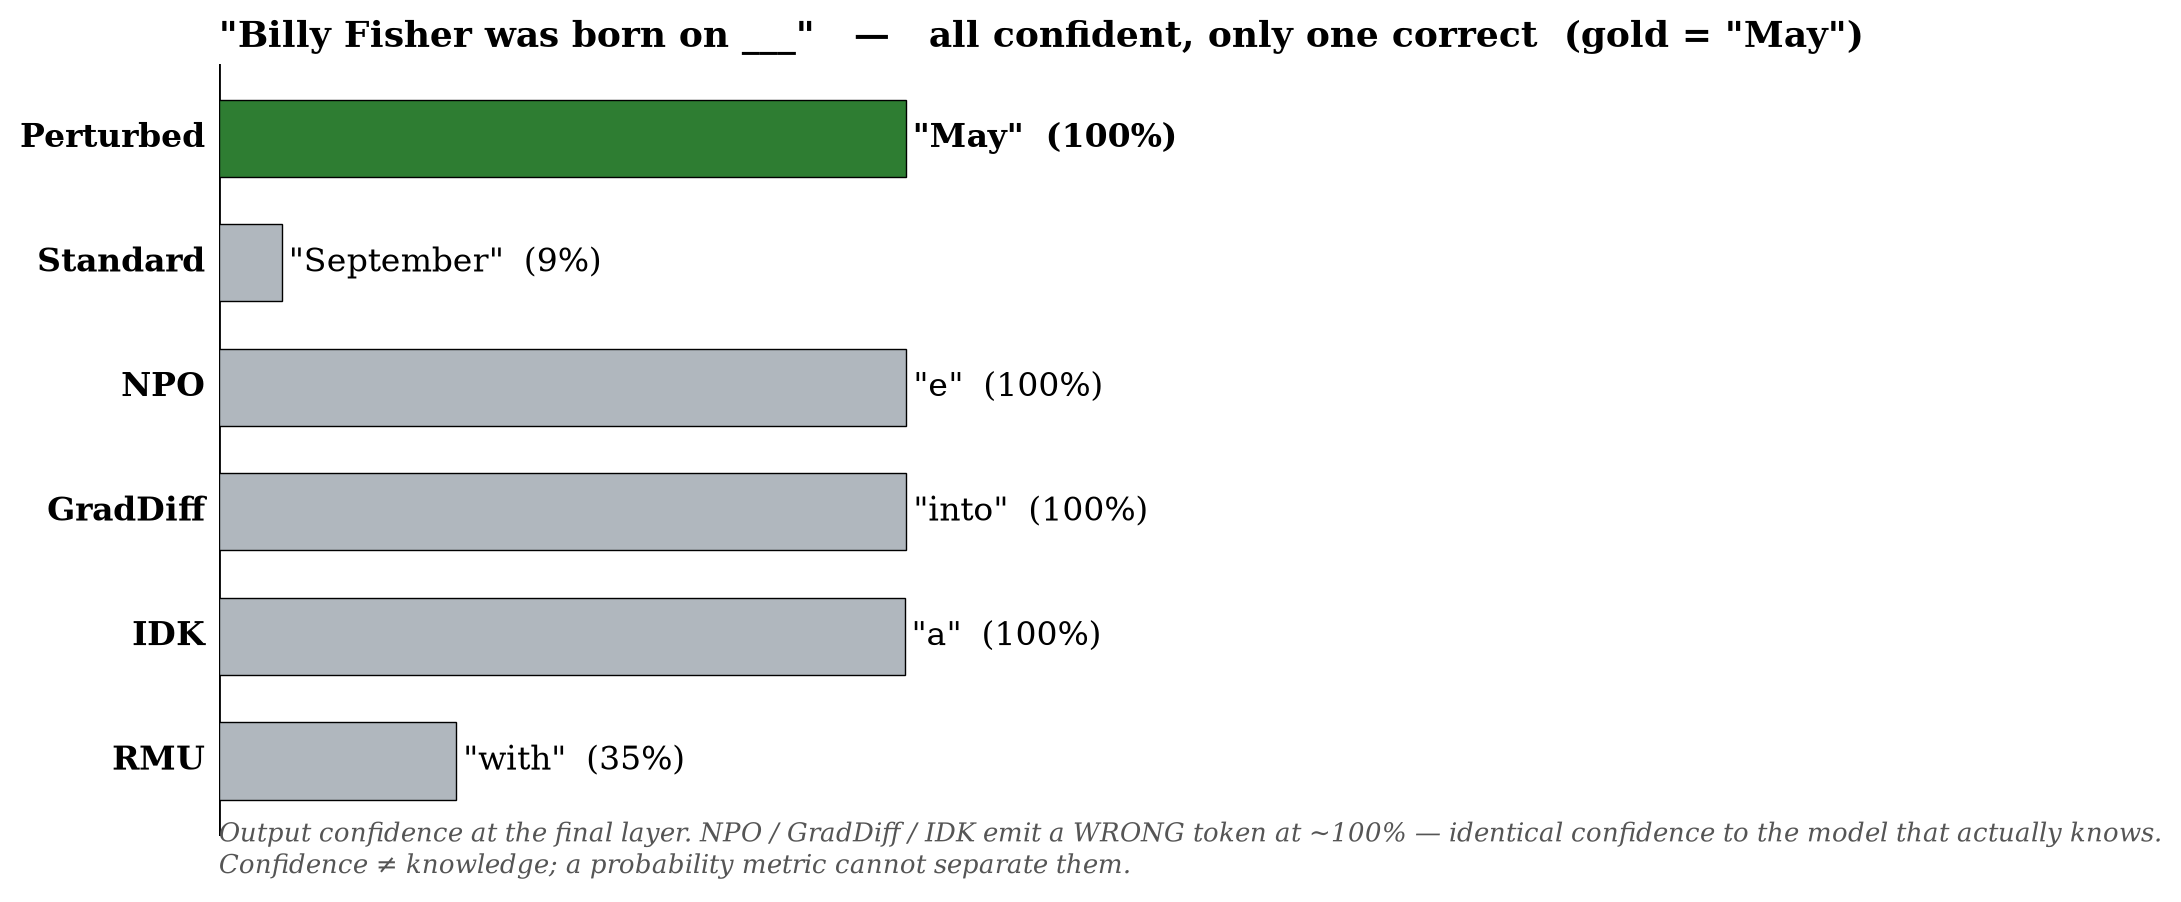 "Billy Fisher was born on ___" — all confident, only one correct (gold = "May")
Perturbed "May" (100%)
Standard "September" (9%)
NPO "e" (100%)
GradDiff "into" (100%)
IDK "a" (100%)
RMU "with" (35%)
Output confidence at the final layer. NPO / GradDiff / IDK emit a WRONG token at ~100% — identical confidence to the model that actually knows.
Confidence ≠ knowledge; a probability metric cannot separate them.